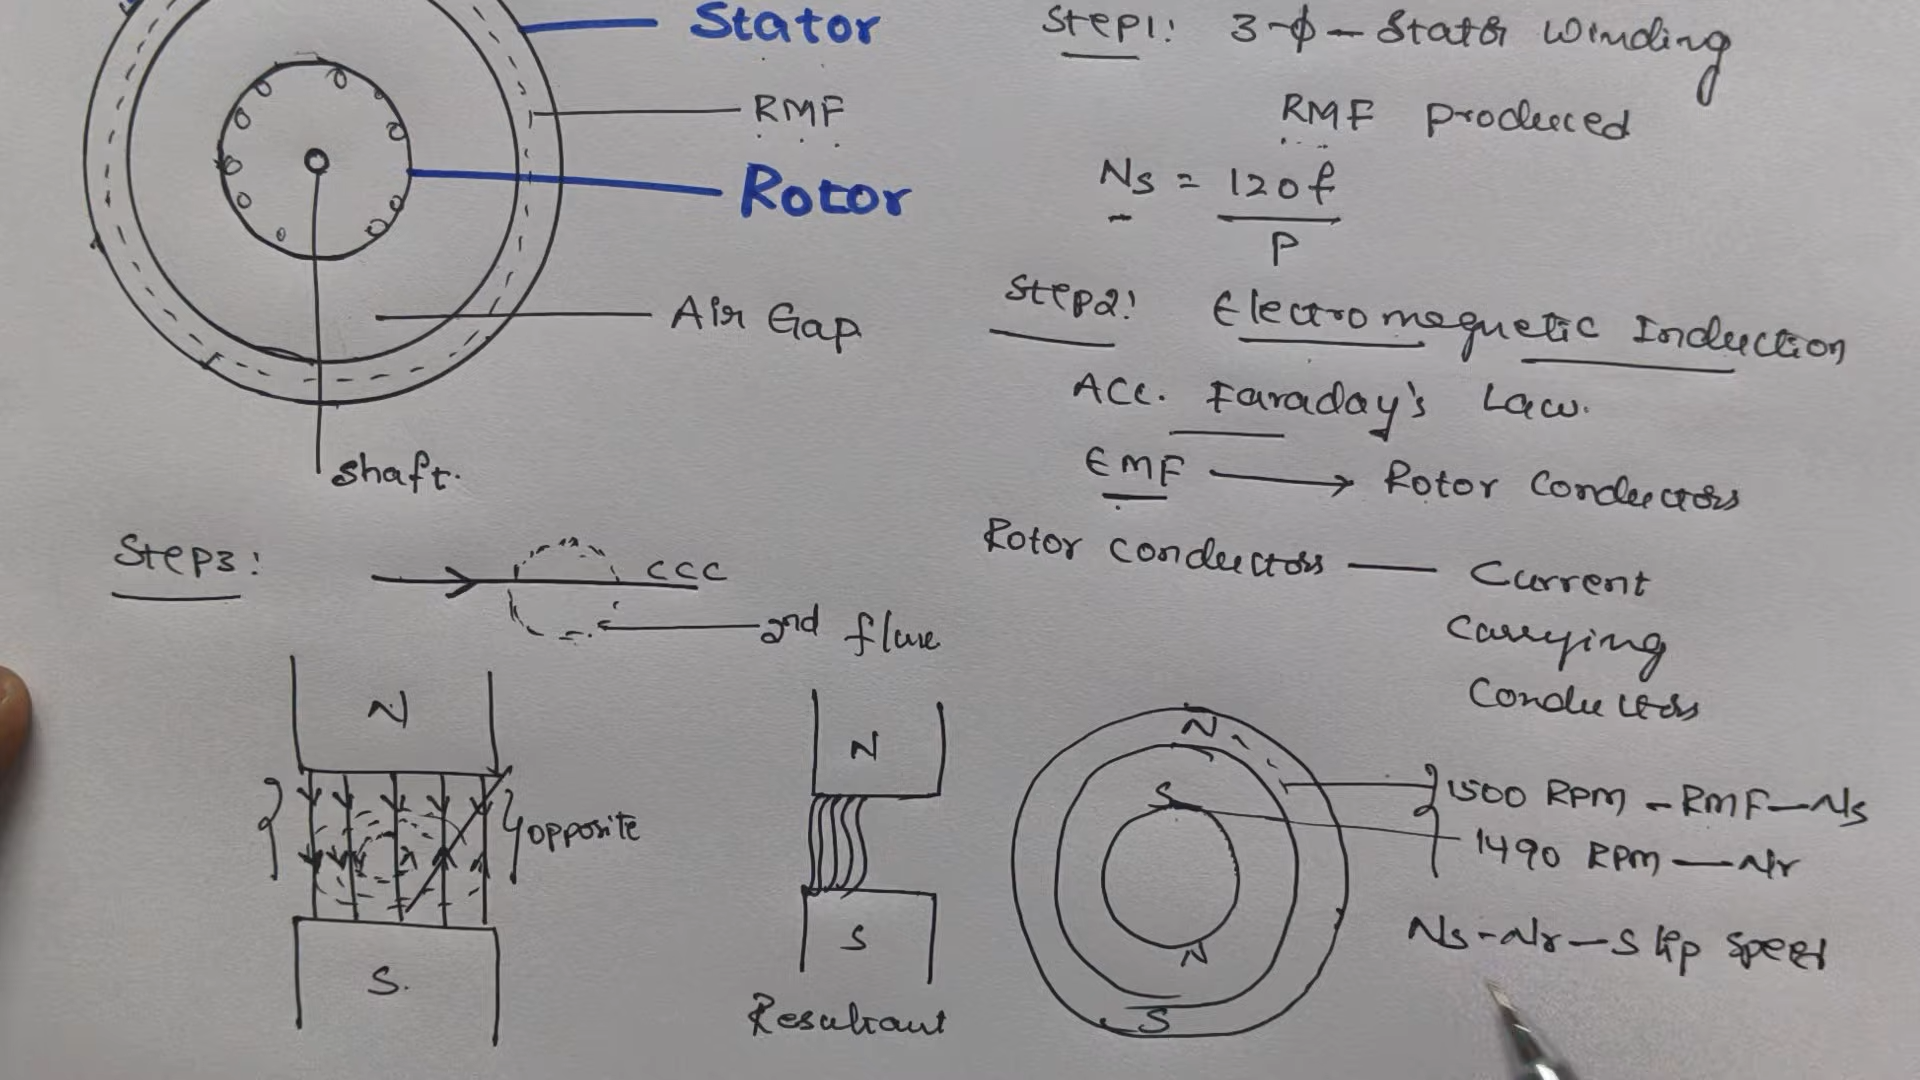 Stator
RMF
Rotor
Air Gap
Shaft.
Step1: 3-ϕ - Stator Winding
RMF Produced
Ns = 120f
P
Step2: Electromegnetic Induction
Acc. Faraday's Law.
EMF → Rotor Conductors
Rotor Conductors — Current
Carrying
Conductors
Step3:
CCC
2nd flux
N
opposite
S.
N
S
Resultant
N
S
N
S
1500 RPM - RMF - Ns
1490 RPM — Nr
Ns - Nr - Slip Speed